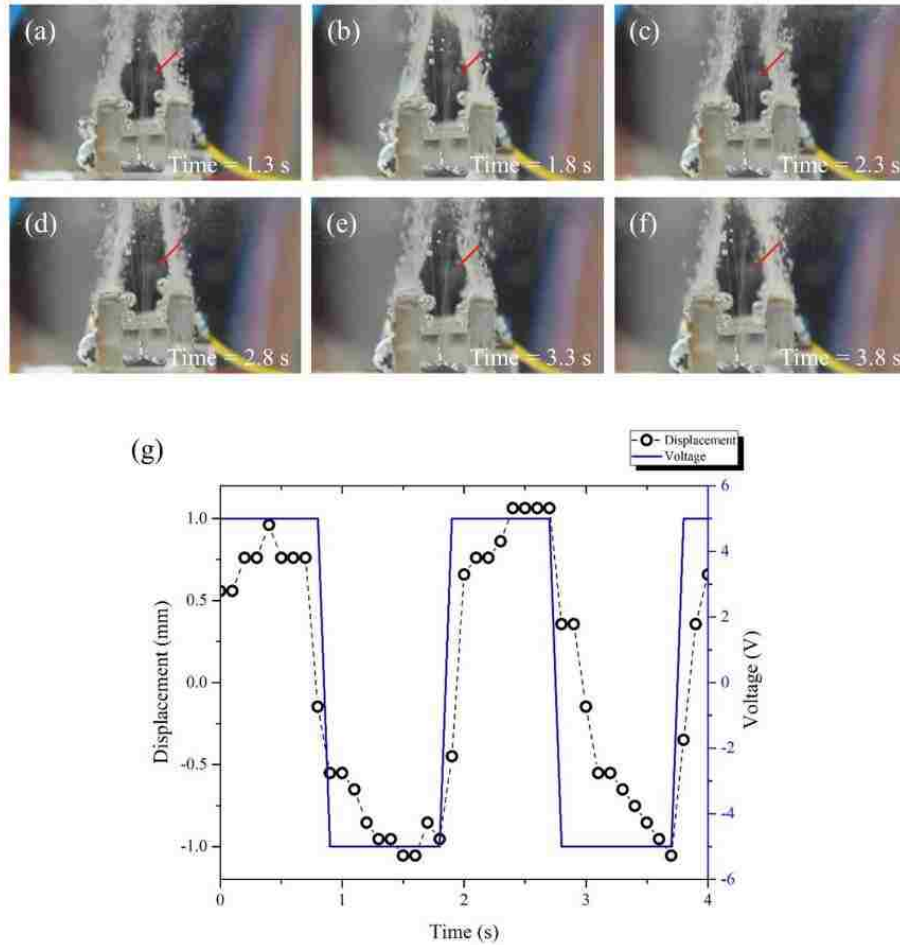 (a)
Time = 1.3 s
(b)
Time = 1.8 s
(c)
Time = 2.3 s
(d)
Time = 2.8 s
(e)
Time = 3.3 s
(f)
Time = 3.8 s
(g)
Displacement
Voltage
1.0
0.5
0.0
-0.5
-1.0
Displacement (mm)
6
4
2
0
-2
-4
-6
Voltage (V)
0
1
2
3
4
Time (s)